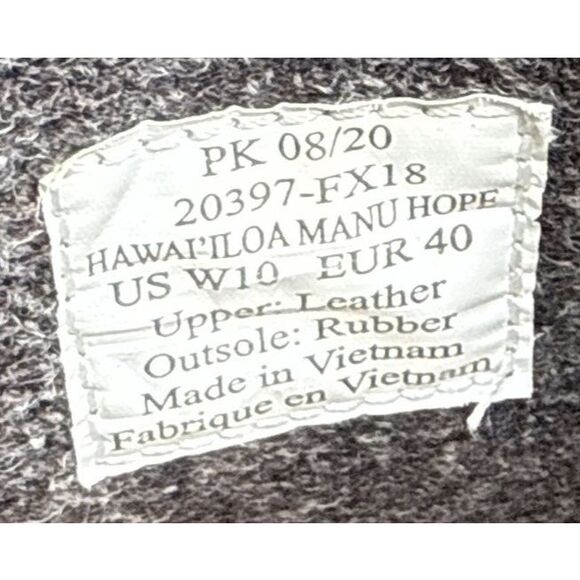 PK 08/20
20397-FX18
HAWAI'ILOA MANU HOPE
US W10 EUR 40
Upper: Leather
Outsole: Rubber
Made in Vietnam
Fabrique en Vietnam